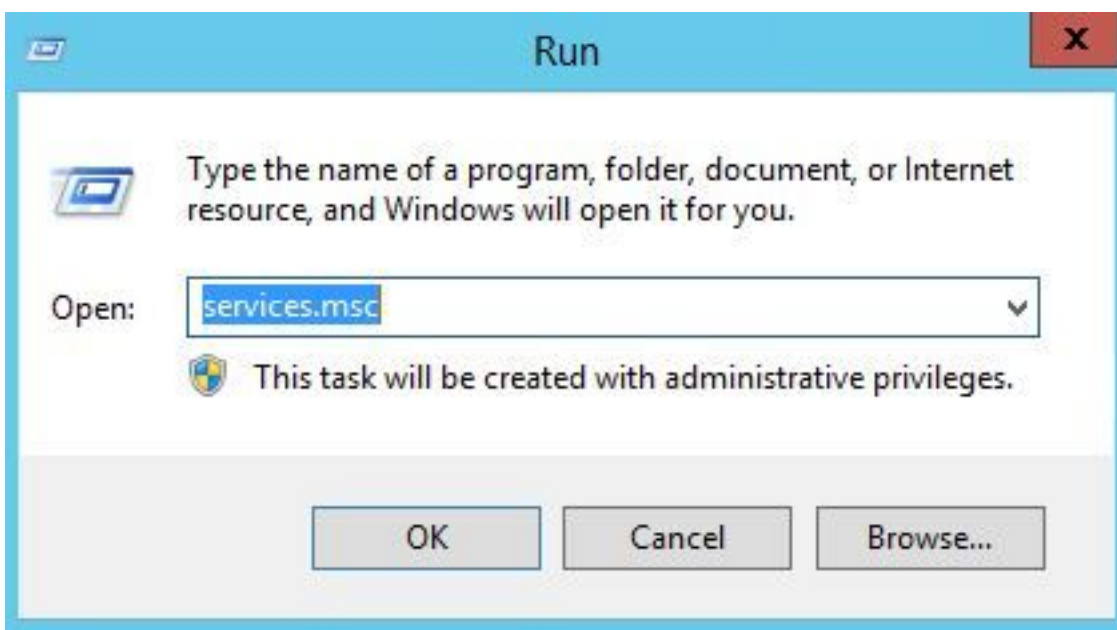 Run
x
Type the name of a program, folder, document, or Internet
resource, and Windows will open it for you.
Open: services.msc
This task will be created with administrative privileges.
OK Cancel Browse...